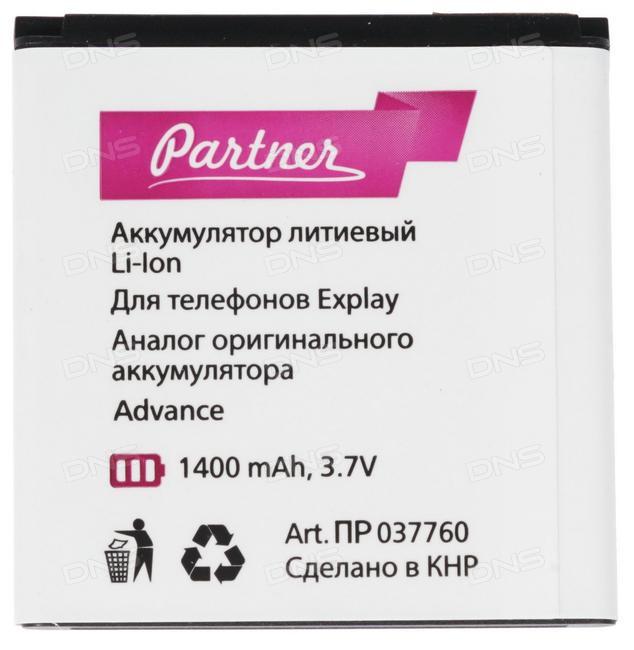 Partner
Аккумулятор литиевый
Li-Ion
Для телефонов Explay
Аналог оригинального
аккумулятора
Advance
1400 mAh, 3.7V
Art. ПР 037760
Сделано в КНР
DNS